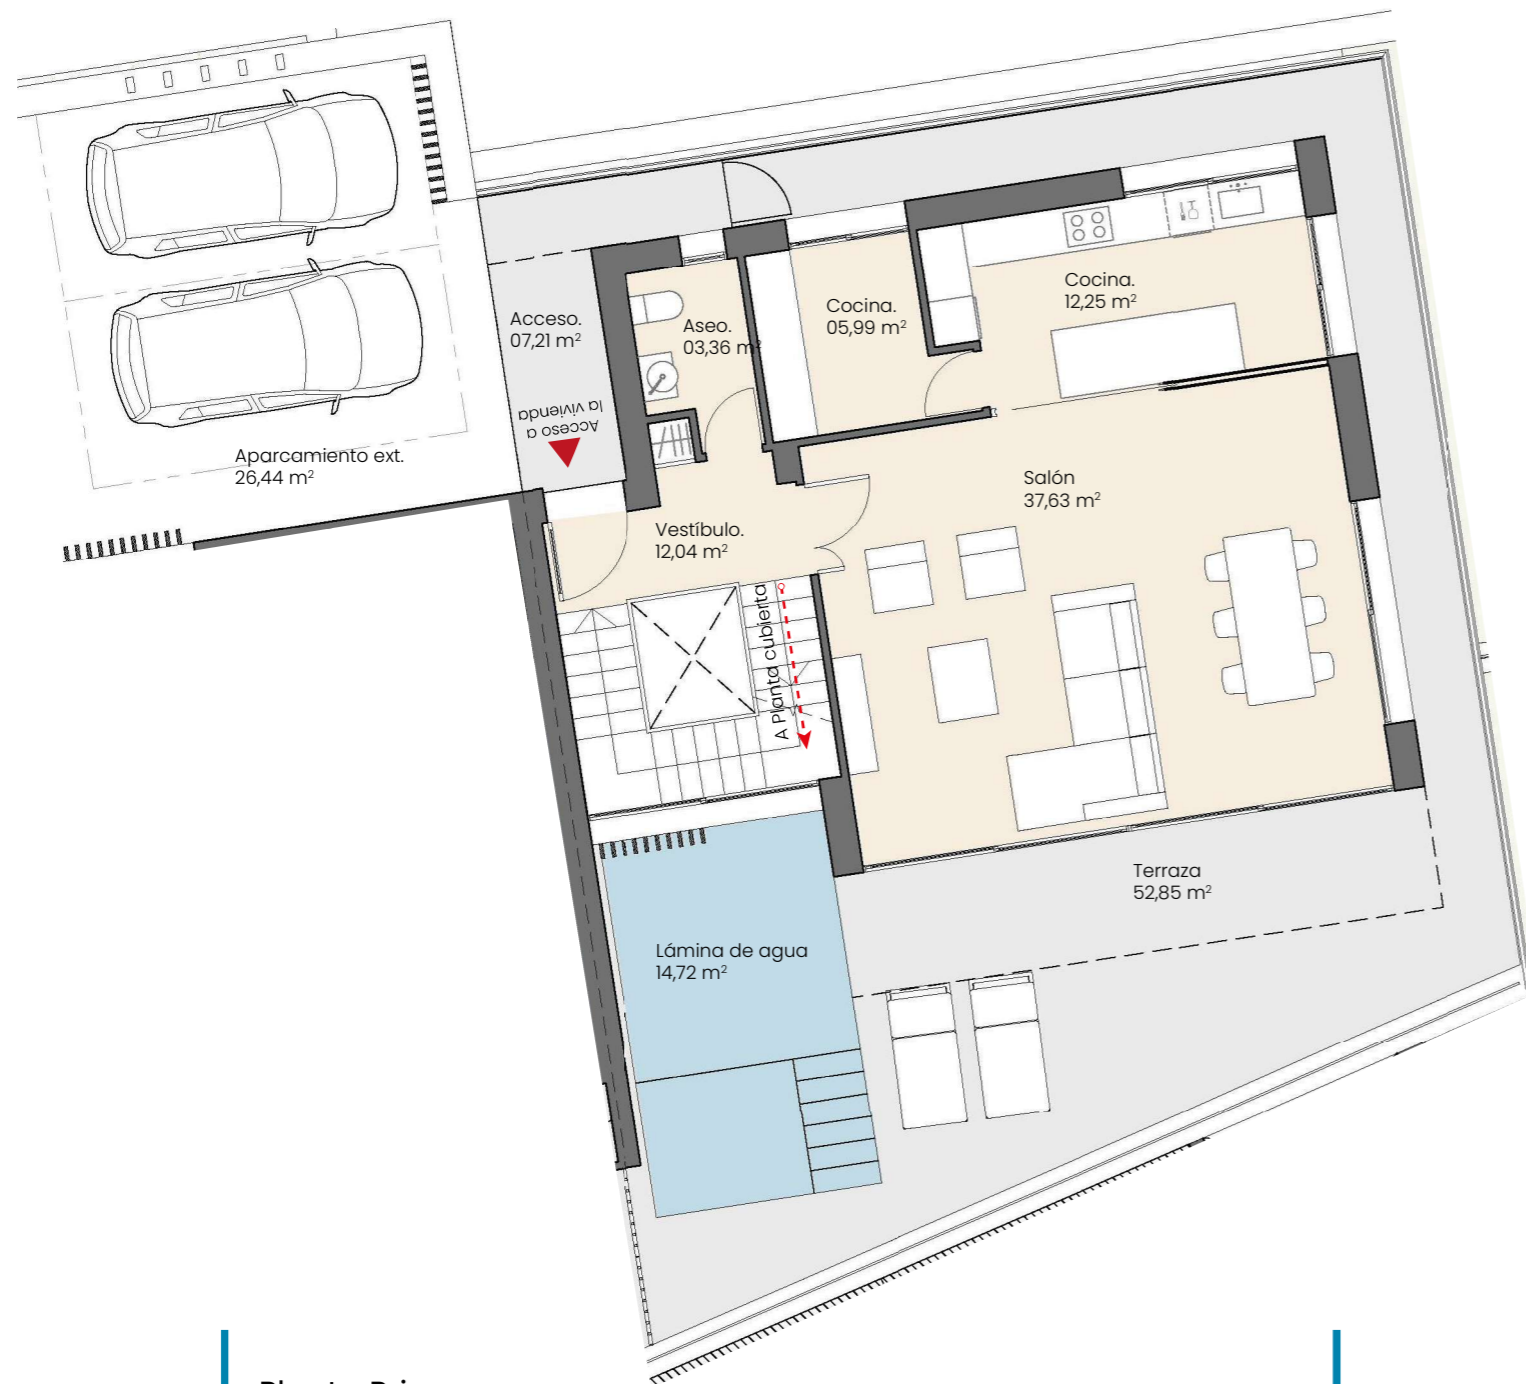 Cocina.
12,25 m²
Cocina.
05,99 m²
Acceso.
07,21 m²
Aseo.
03,36 m²
Acceso a
la vivienda
Aparcamiento ext.
26,44 m²
Salón
37,63 m²
Vestíbulo.
12,04 m²
A Planta cubierta
Terraza
52,85 m²
Lámina de agua
14,72 m²